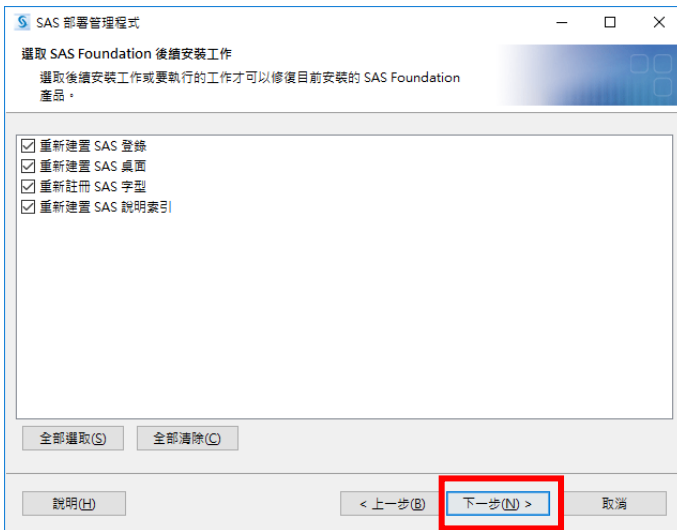 SAS 部署管理程式
選取 SAS Foundation 後續安裝工作
選取後續安裝工作或要執行的工作才可以修復目前安裝的 SAS Foundation
產品。
重新建置 SAS 登錄
重新建置 SAS 桌面
重新註冊 SAS 字型
重新建置 SAS 說明索引
全部選取(S) 全部清除(C)
說明(H) < 上一步(B) 下一步(N) > 取消